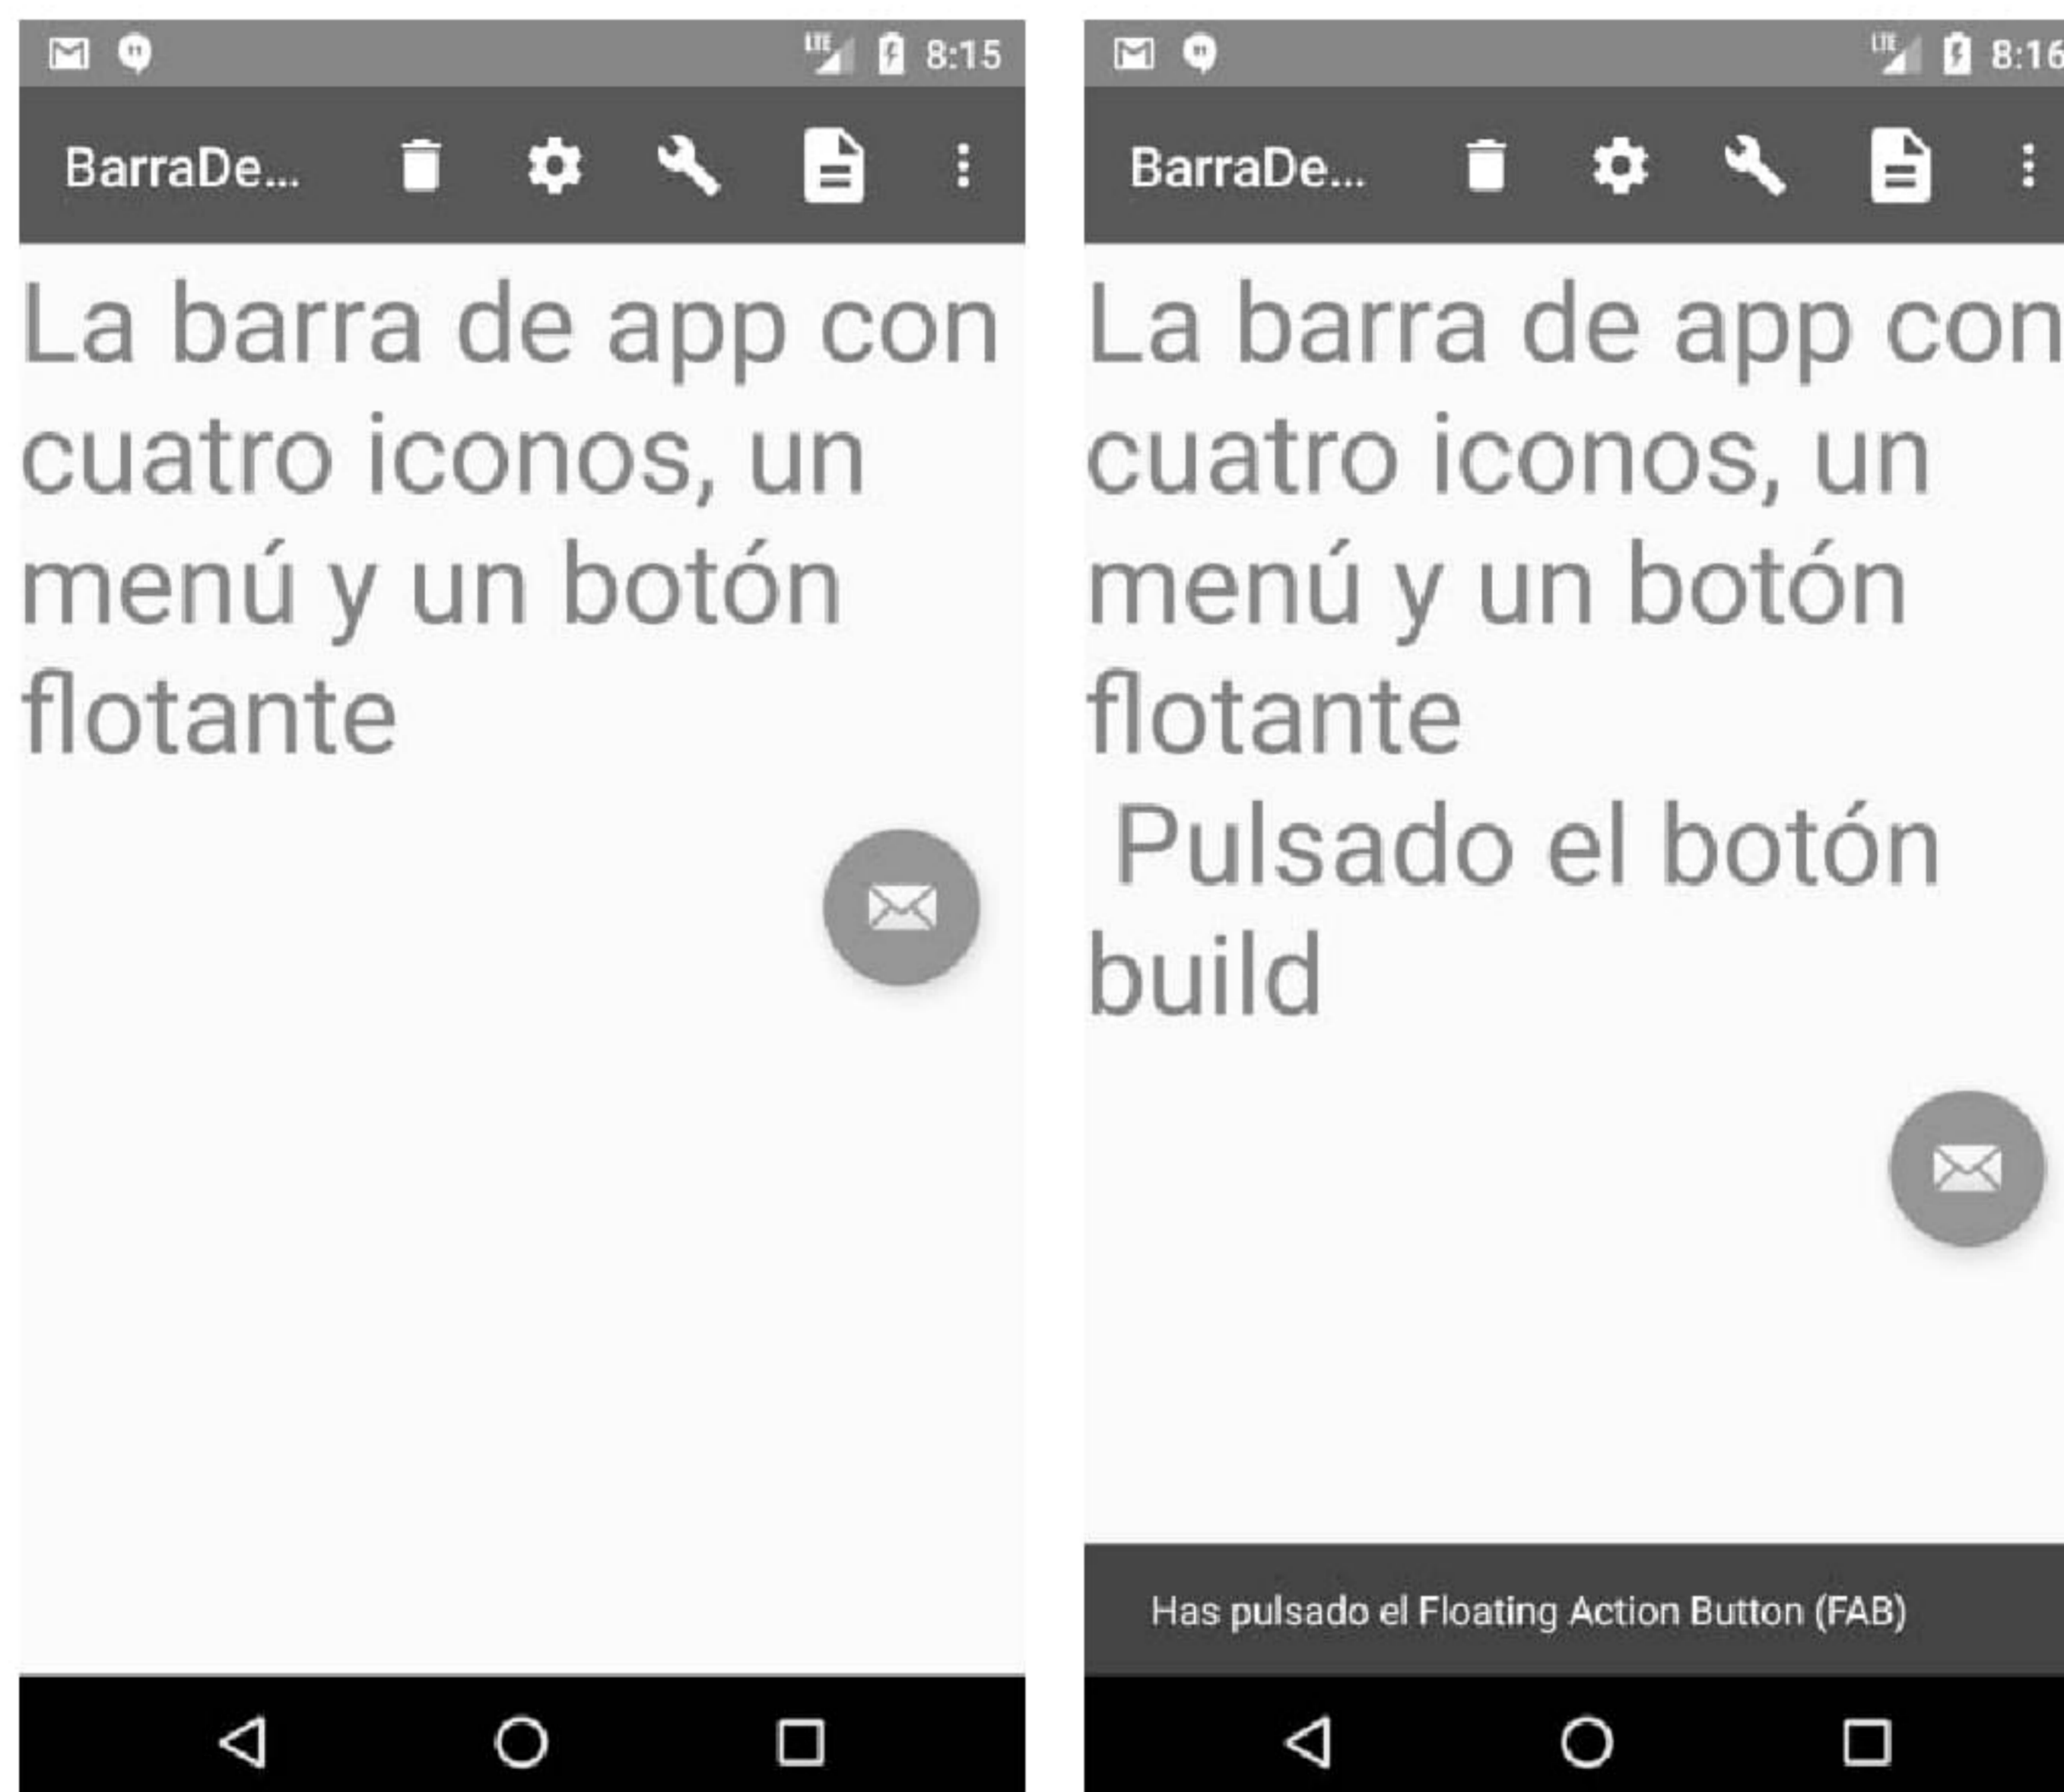 LTE 8:15
BarraDe...
La barra de app con
cuatro iconos, un
menú y un botón
flotante
LTE 8:16
BarraDe...
La barra de app con
cuatro iconos, un
menú y un botón
flotante
Pulsado el botón
build
Has pulsado el Floating Action Button (FAB)